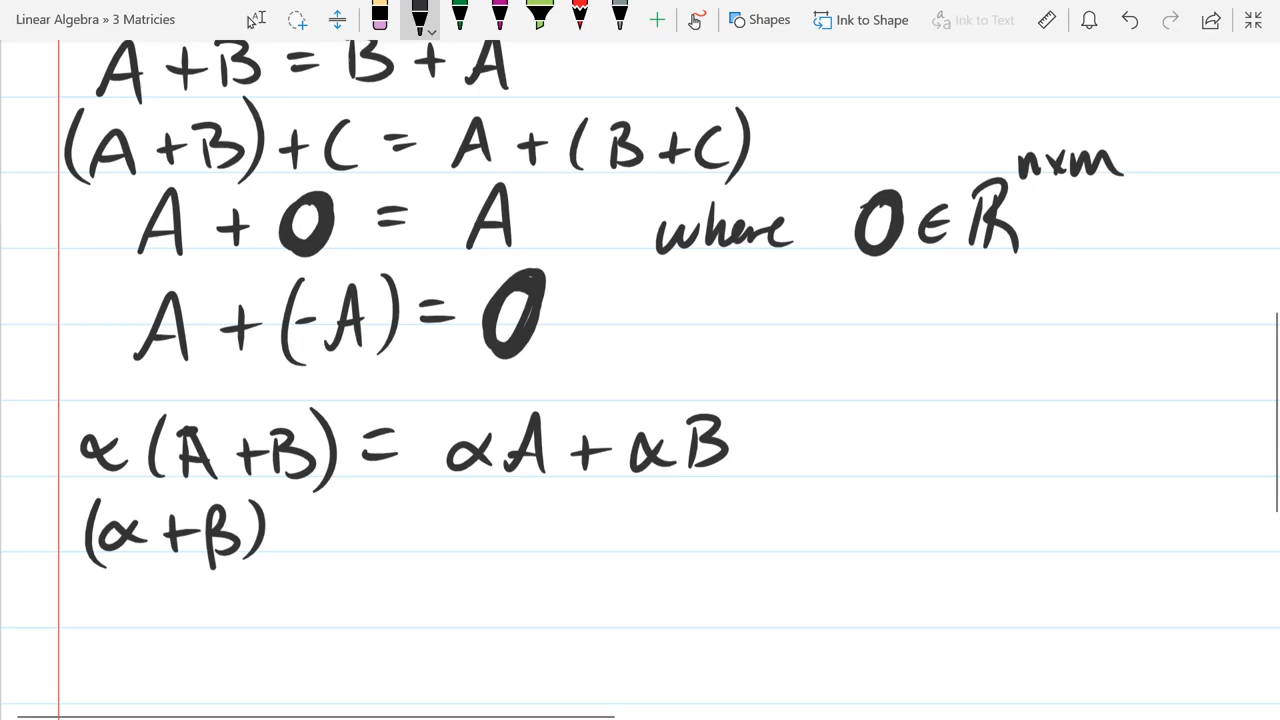 Linear Algebra » 3 Matricies
Shapes
Ink to Shape
Ink to Text
A + B = B + A
(A + B) + C = A + (B + C)
A + 0 = A where 0 ∈ ℝ^{n×m}
A + (-A) = 0
α (A + B) = αA + αB
(α + β)